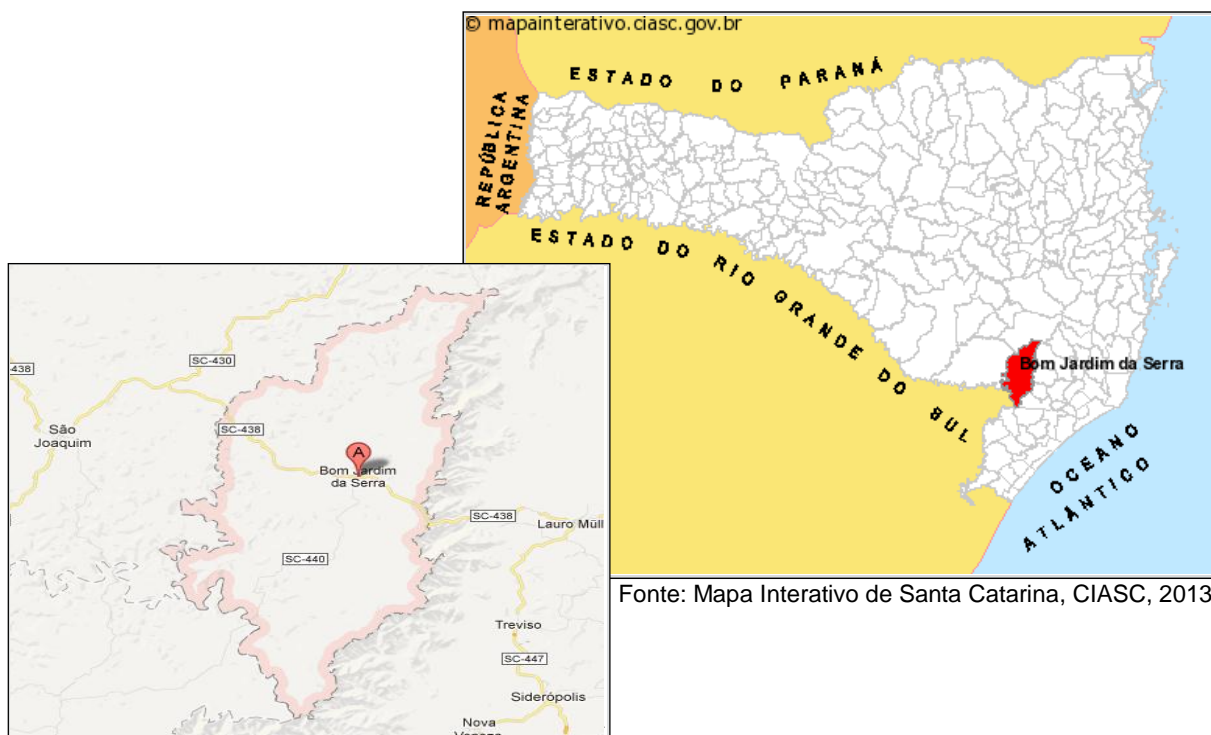 © mapainterativo.ciasc.gov.br
ESTADO DO PARANÁ
REPÚBLICA
ARGENTINA
ESTADO DO RIO GRANDE DO SUL
Bom Jardim da Serra
OCEANO
ATLÂNTICO
Fonte: Mapa Interativo de Santa Catarina, CIASC, 2013
SC-430
438
São
Joaquim
SC-438
A
Bom Jardim
da Serra
SC-438
Lauro Müll
SC-440
Treviso
SC-447
Siderópolis
Nova